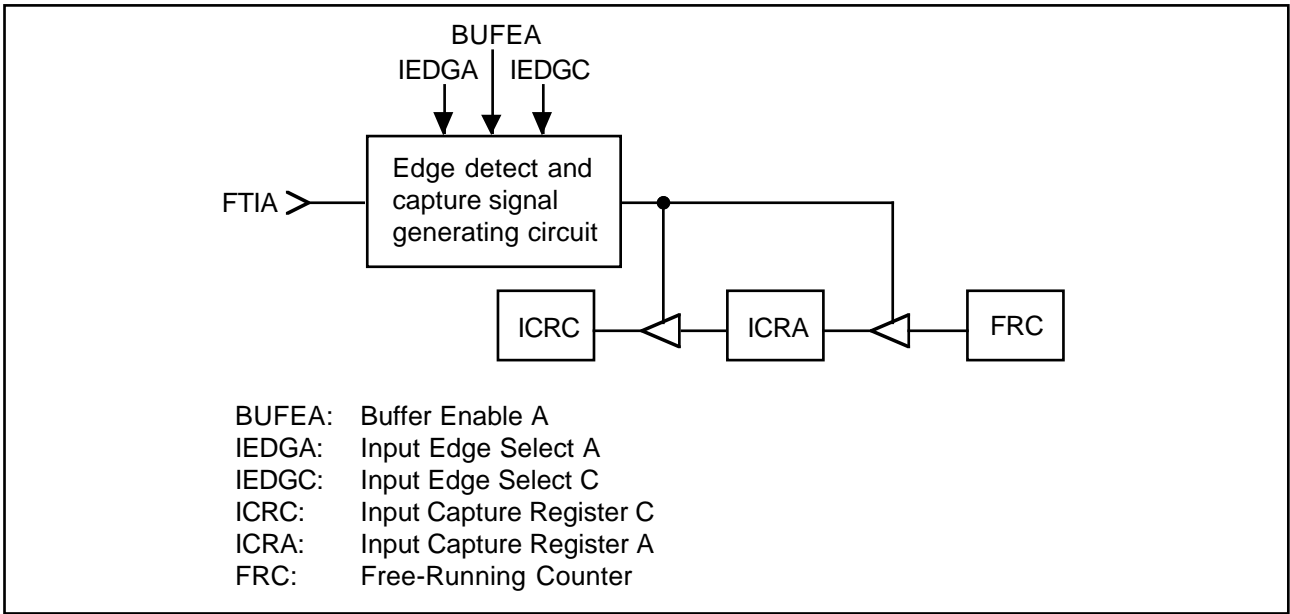 BUFEA
IEDGA IEDGC
FTIA
Edge detect and
capture signal
generating circuit
ICRC ICRA FRC
BUFEA: Buffer Enable A
IEDGA: Input Edge Select A
IEDGC: Input Edge Select C
ICRC: Input Capture Register C
ICRA: Input Capture Register A
FRC: Free-Running Counter